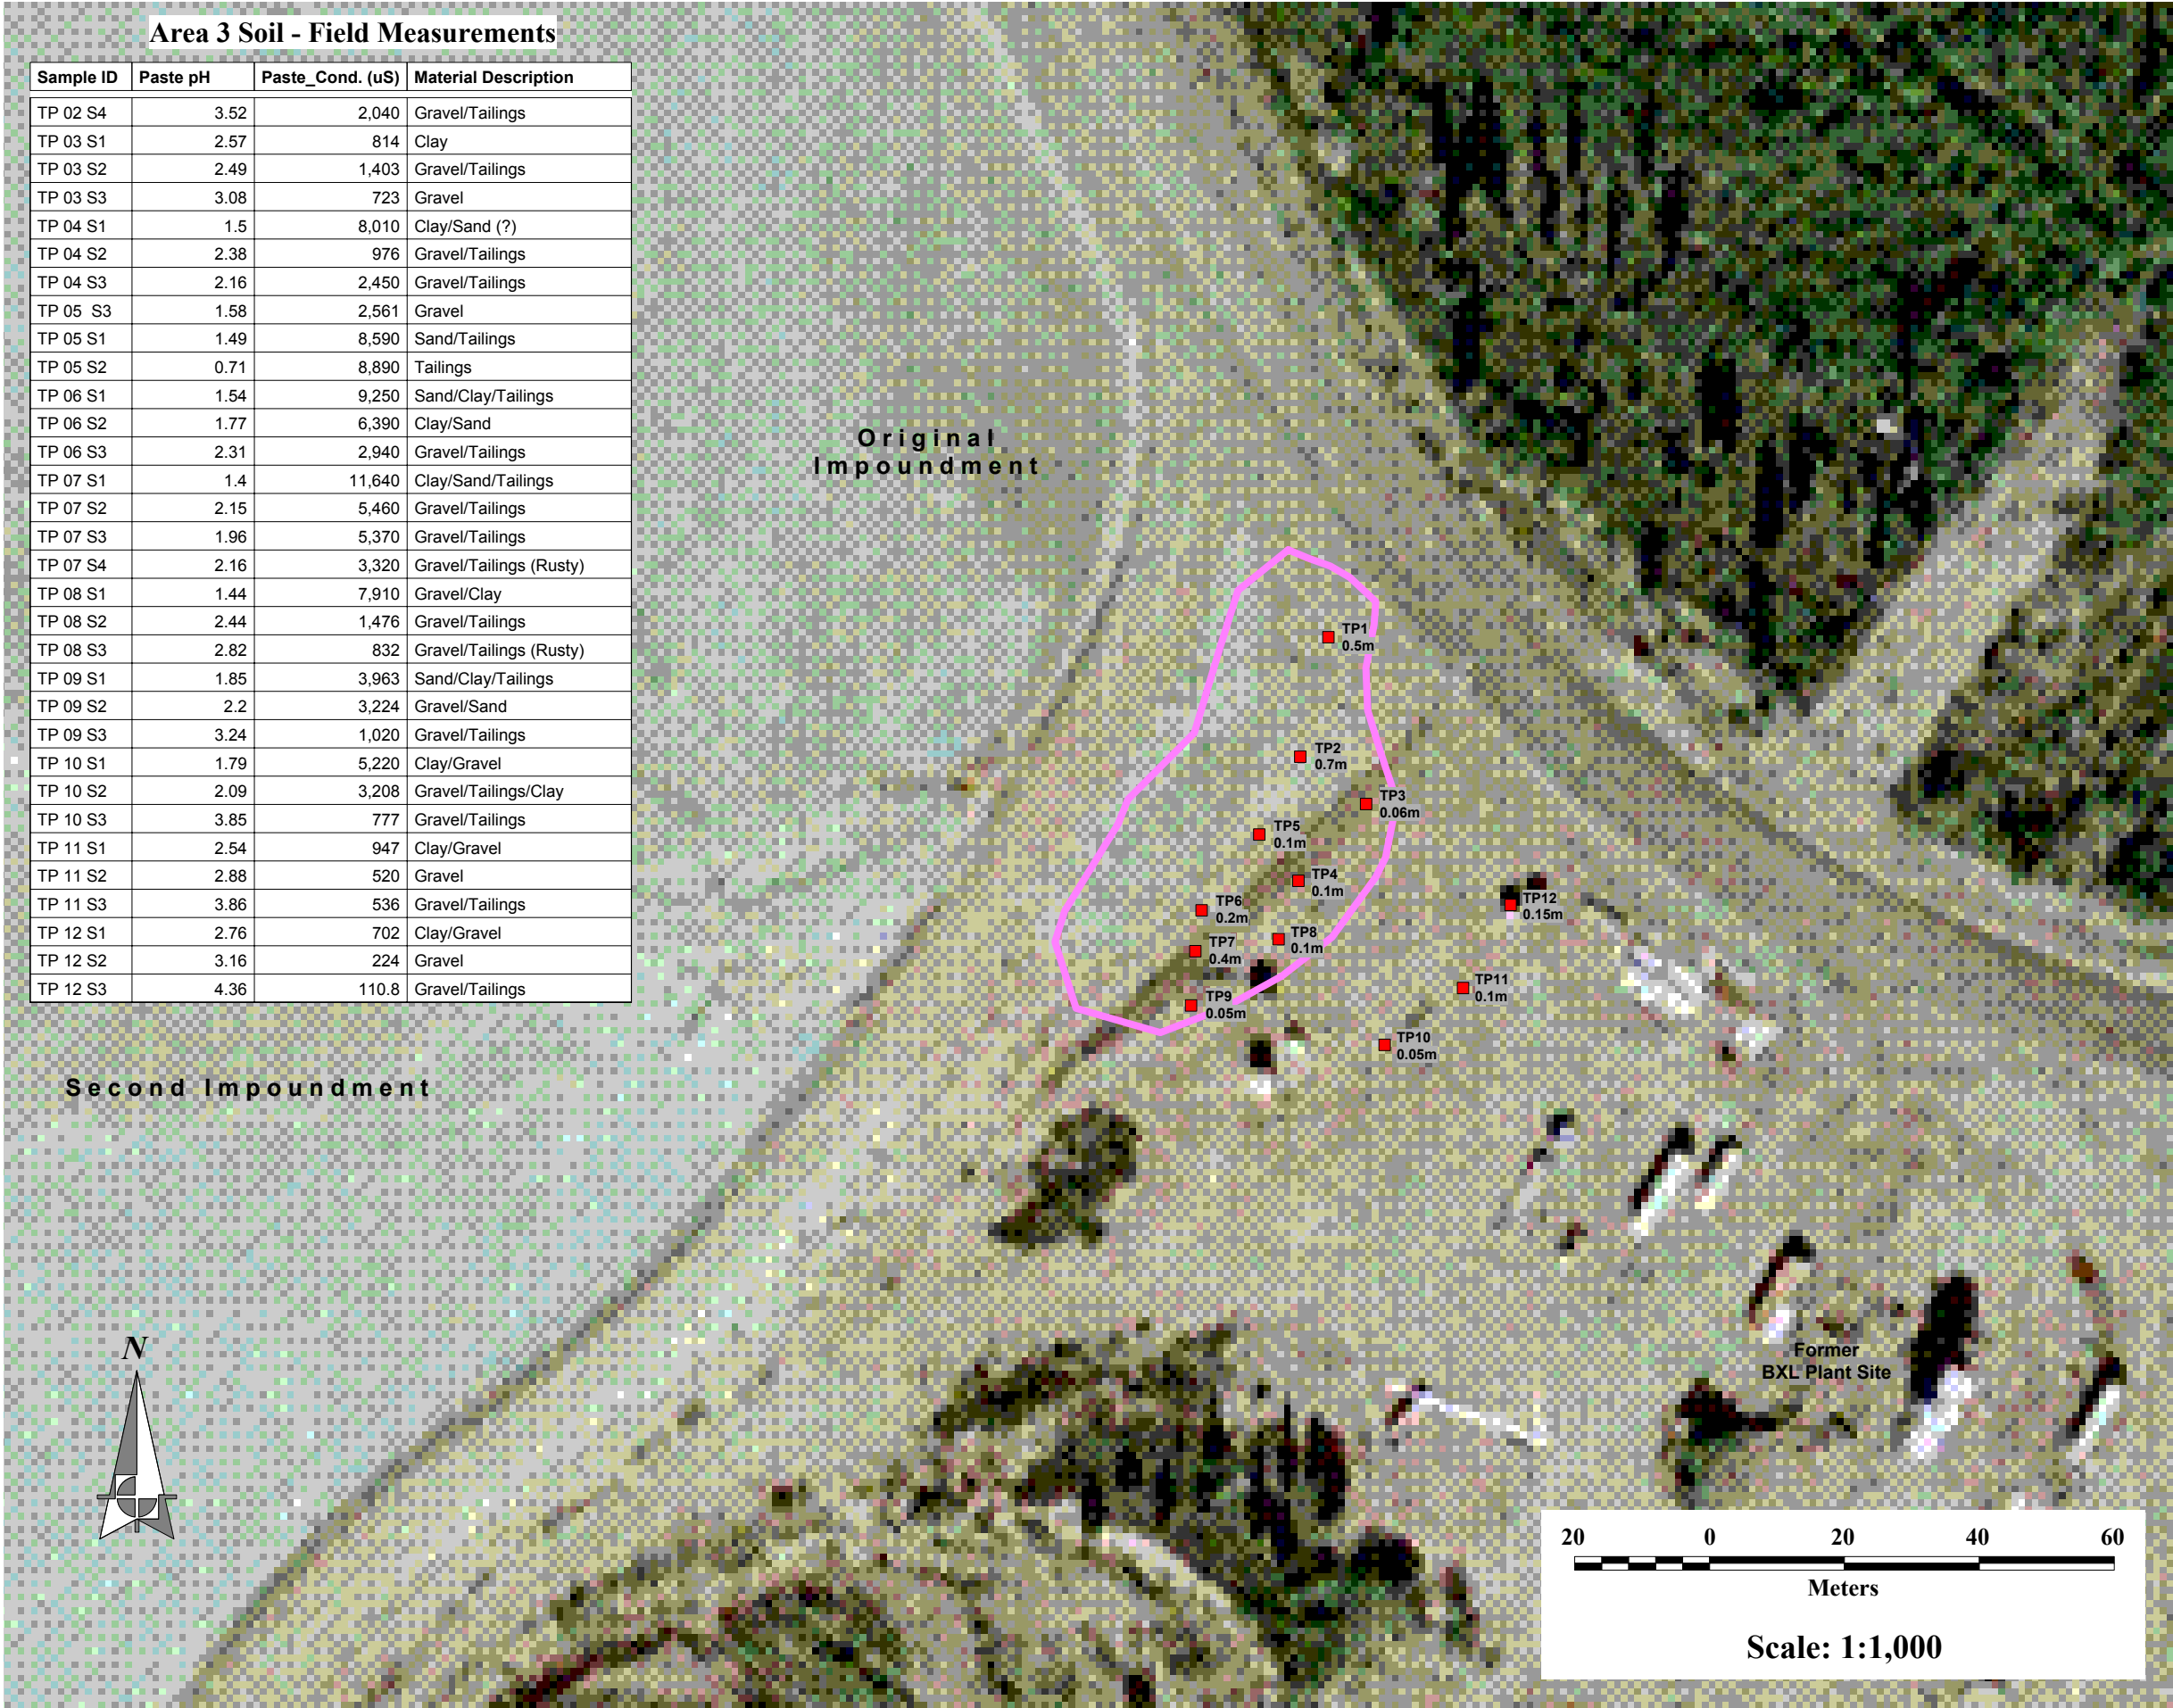 Area 3 Soil - Field Measurements
Sample ID Paste pH Paste_Cond. (uS) Material Description
TP 02 S4 3.52 2,040 Gravel/Tailings
TP 03 S1 2.57 814 Clay
TP 03 S2 2.49 1,403 Gravel/Tailings
TP 03 S3 3.08 723 Gravel
TP 04 S1 1.5 8,010 Clay/Sand (?)
TP 04 S2 2.38 976 Gravel/Tailings
TP 04 S3 2.16 2,450 Gravel/Tailings
TP 05 S3 1.58 2,561 Gravel
TP 05 S1 1.49 8,590 Sand/Tailings
TP 05 S2 0.71 8,890 Tailings
TP 06 S1 1.54 9,250 Sand/Clay/Tailings
TP 06 S2 1.77 6,390 Clay/Sand
TP 06 S3 2.31 2,940 Gravel/Tailings
TP 07 S1 1.4 11,640 Clay/Sand/Tailings
TP 07 S2 2.15 5,460 Gravel/Tailings
TP 07 S3 1.96 5,370 Gravel/Tailings
TP 07 S4 2.16 3,320 Gravel/Tailings (Rusty)
TP 08 S1 1.44 7,910 Gravel/Clay
TP 08 S2 2.44 1,476 Gravel/Tailings
TP 08 S3 2.82 832 Gravel/Tailings (Rusty)
TP 09 S1 1.85 3,963 Sand/Clay/Tailings
TP 09 S2 2.2 3,224 Gravel/Sand
TP 09 S3 3.24 1,020 Gravel/Tailings
TP 10 S1 1.79 5,220 Clay/Gravel
TP 10 S2 2.09 3,208 Gravel/Tailings/Clay
TP 10 S3 3.85 777 Gravel/Tailings
TP 11 S1 2.54 947 Clay/Gravel
TP 11 S2 2.88 520 Gravel
TP 11 S3 3.86 536 Gravel/Tailings
TP 12 S1 2.76 702 Clay/Gravel
TP 12 S2 3.16 224 Gravel
TP 12 S3 4.36 110.8 Gravel/Tailings
Original
Impoundment
TP1
0.5m
TP2
0.7m
TP3
0.06m
TP5
0.1m
TP4
0.1m
TP6
0.2m
TP12
0.15m
TP7
0.4m
TP8
0.1m
TP11
0.1m
TP9
0.05m
TP10
0.05m
Second Impoundment
Former
BXL Plant Site
N
20 0 20 40 60
Meters
Scale: 1:1,000